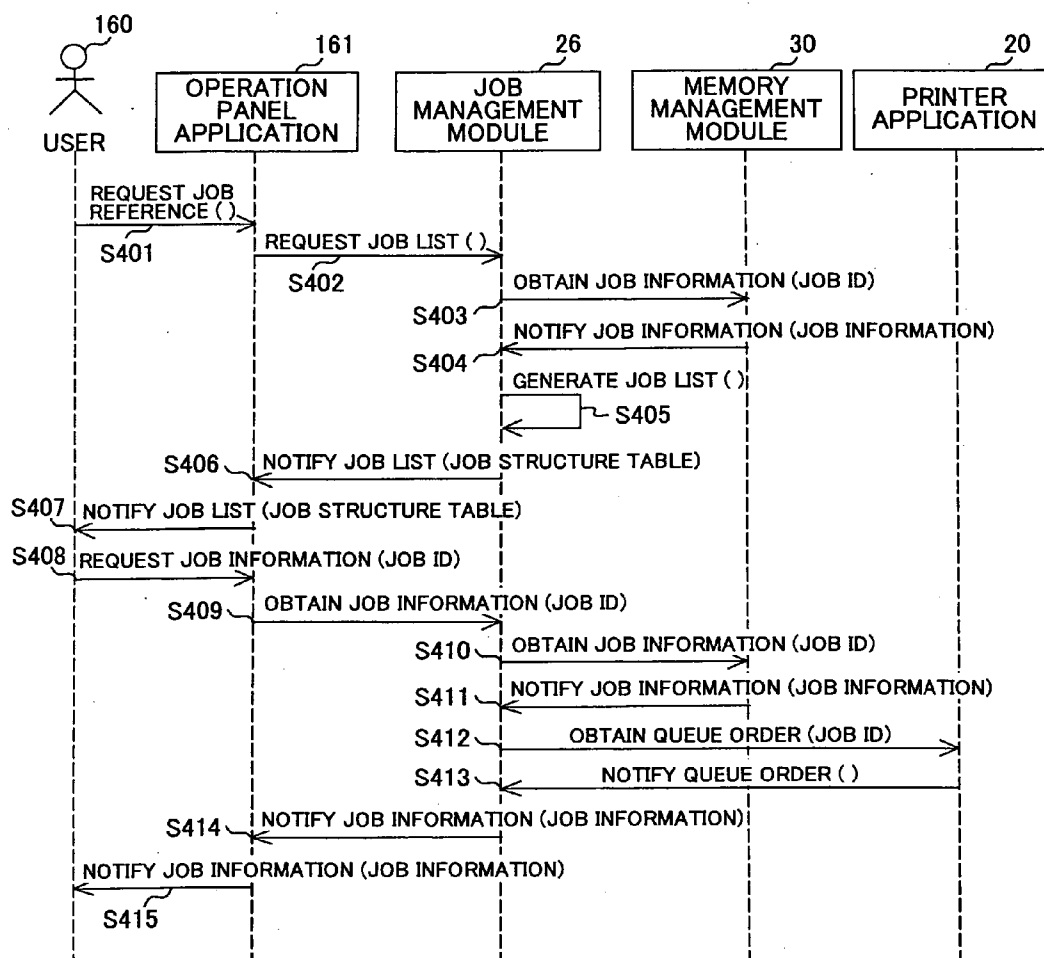 160
161
26
30
20
OPERATION
PANEL
APPLICATION
JOB
MANAGEMENT
MODULE
MEMORY
MANAGEMENT
MODULE
PRINTER
APPLICATION
USER
REQUEST JOB
REFERENCE ( )
S401
REQUEST JOB LIST ( )
S402
OBTAIN JOB INFORMATION (JOB ID)
S403
NOTIFY JOB INFORMATION (JOB INFORMATION)
S404
GENERATE JOB LIST ( )
S405
NOTIFY JOB LIST (JOB STRUCTURE TABLE)
S406
S407
NOTIFY JOB LIST (JOB STRUCTURE TABLE)
S408
REQUEST JOB INFORMATION (JOB ID)
OBTAIN JOB INFORMATION (JOB ID)
S409
OBTAIN JOB INFORMATION (JOB ID)
S410
NOTIFY JOB INFORMATION (JOB INFORMATION)
S411
OBTAIN QUEUE ORDER (JOB ID)
S412
NOTIFY QUEUE ORDER ( )
S413
NOTIFY JOB INFORMATION (JOB INFORMATION)
S414
NOTIFY JOB INFORMATION (JOB INFORMATION)
S415